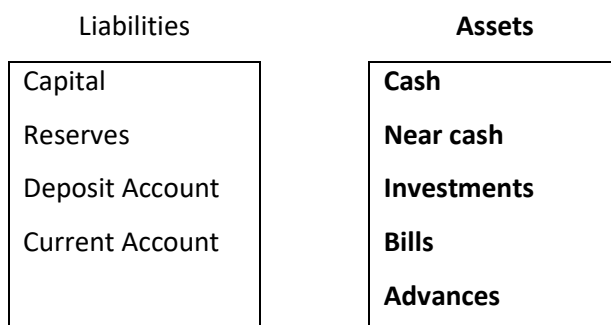 Liabilities
Capital
Reserves
Deposit Account
Current Account
Assets
Cash
Near cash
Investments
Bills
Advances